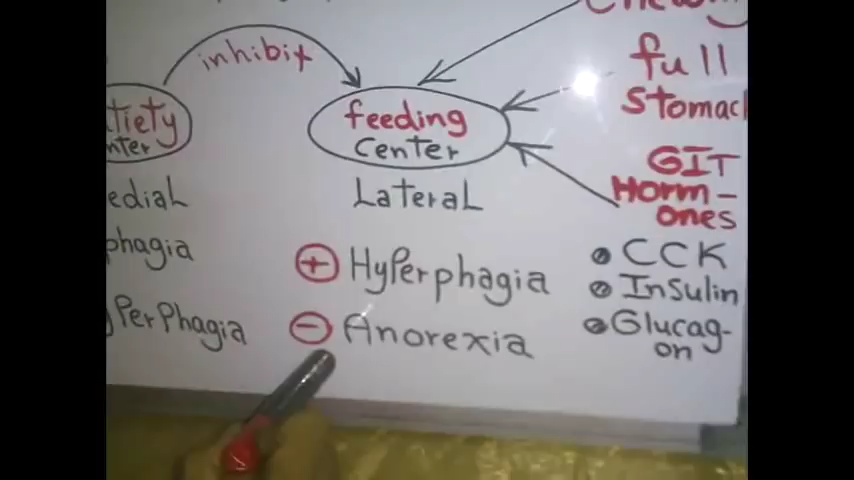 inhibit
full
Stomac
tiety
nter
feeding
Center
GIT
Horm-
ones
edial
Lateral
phagia
+ Hyperphagia
CCK
Insulin
yperphagia
- Anorexia
Glucag-
on